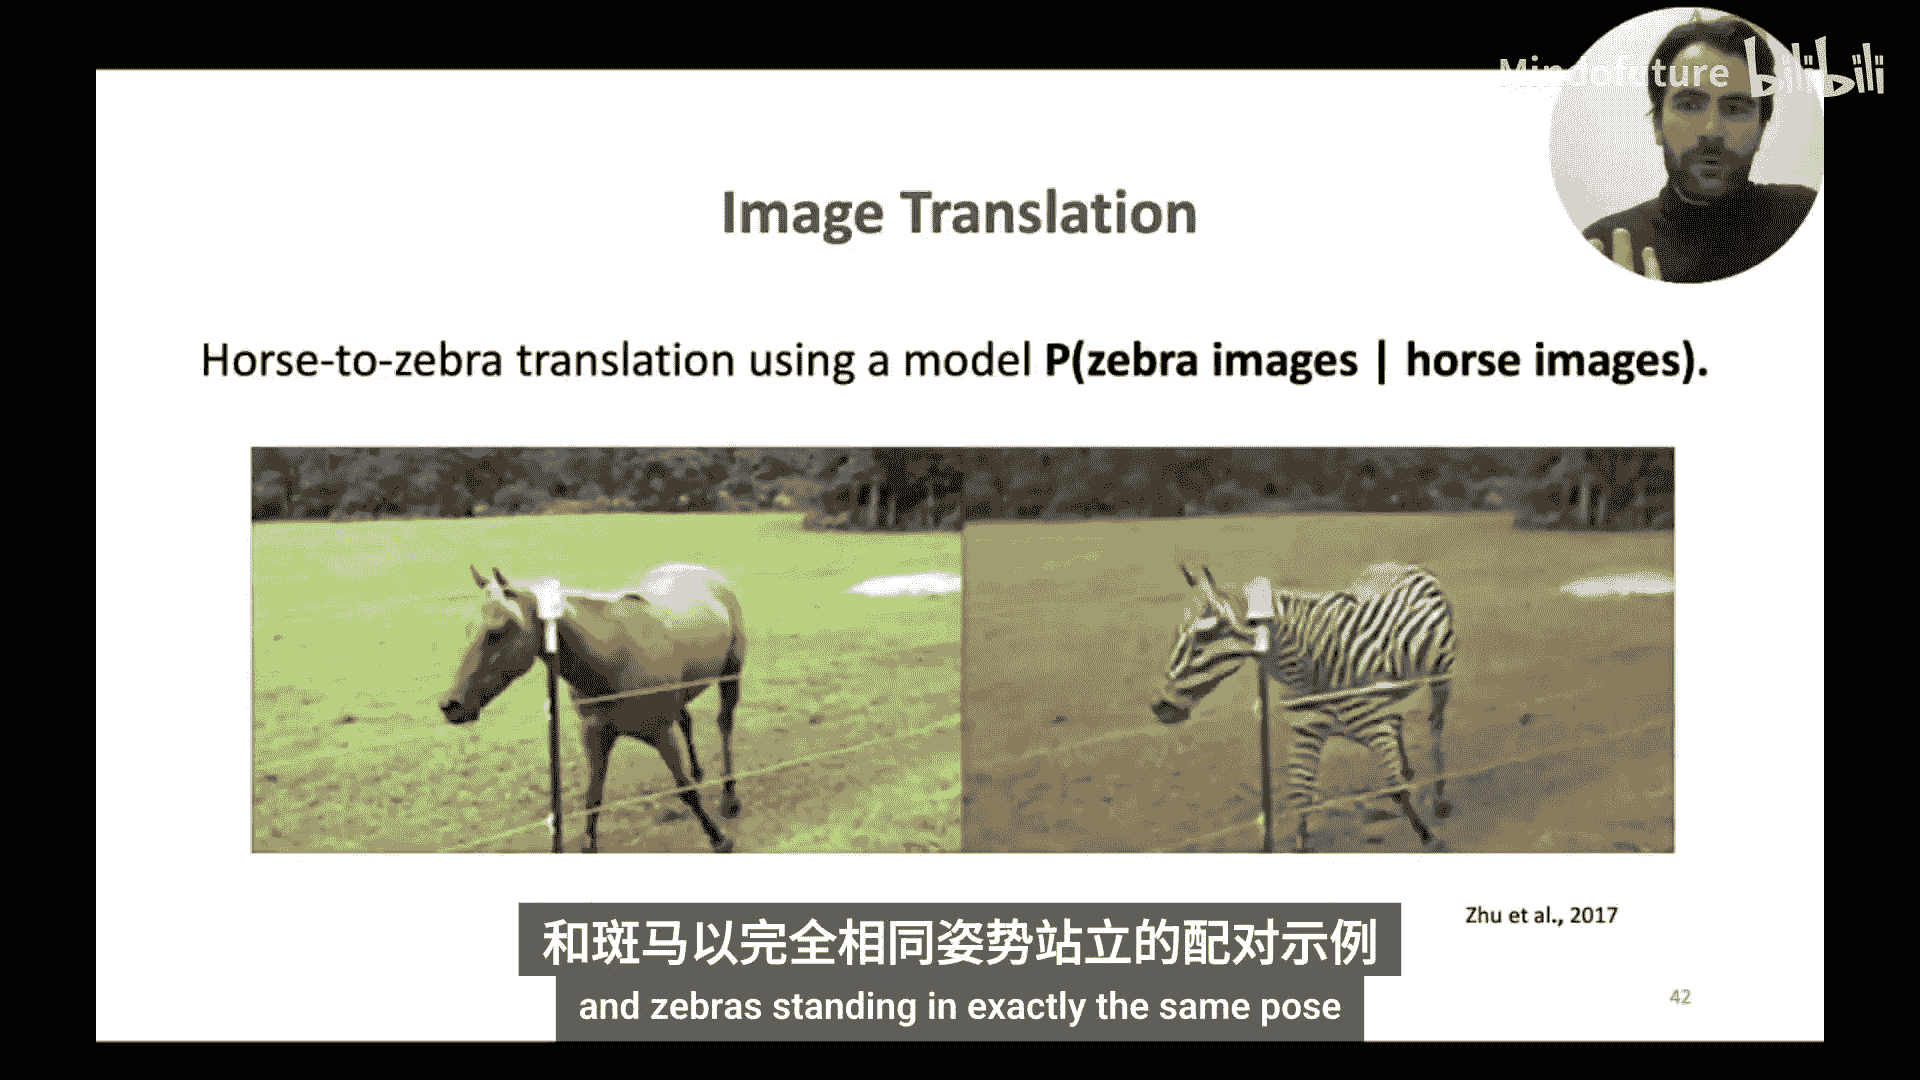 Mindofuture bilibili
Image Translation
Horse-to-zebra translation using a model P(zebra images | horse images).
Zhu et al., 2017
和斑马以完全相同姿势站立的配对示例
and zebras standing in exactly the same pose
42